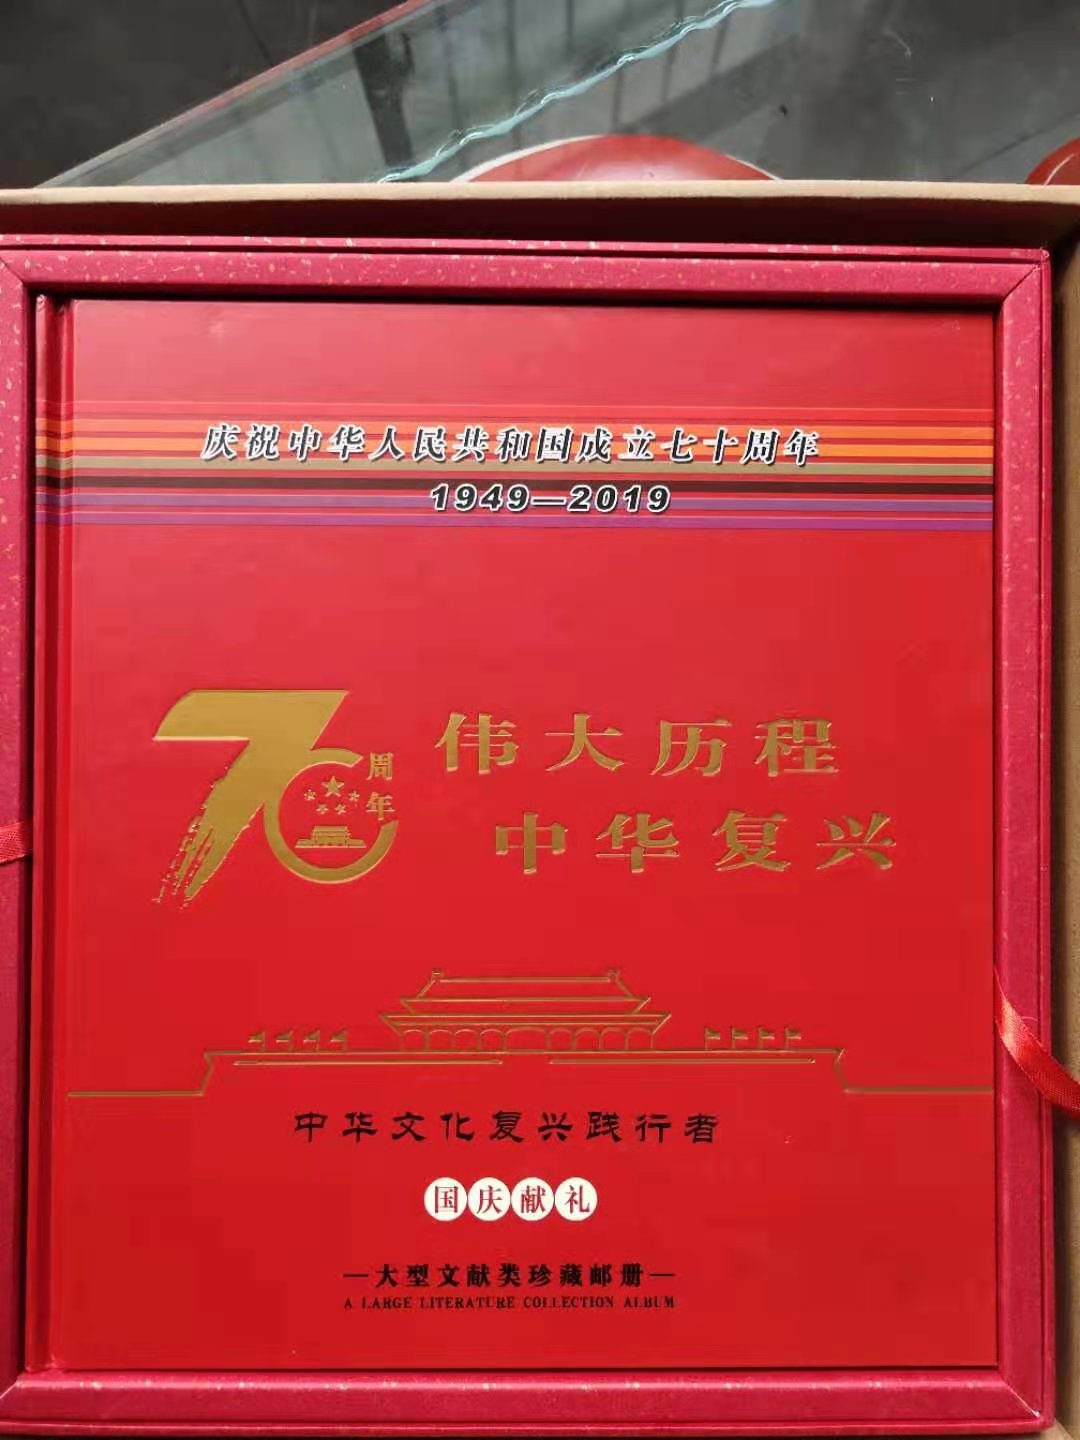 庆祝中华人民共和国成立七十周年
1949—2019
70周年
伟大历程
中华复兴
中华文化复兴践行者
国庆献礼
—大型文献类珍藏邮册—
A LARGE LITERATURE COLLECTION ALBUM